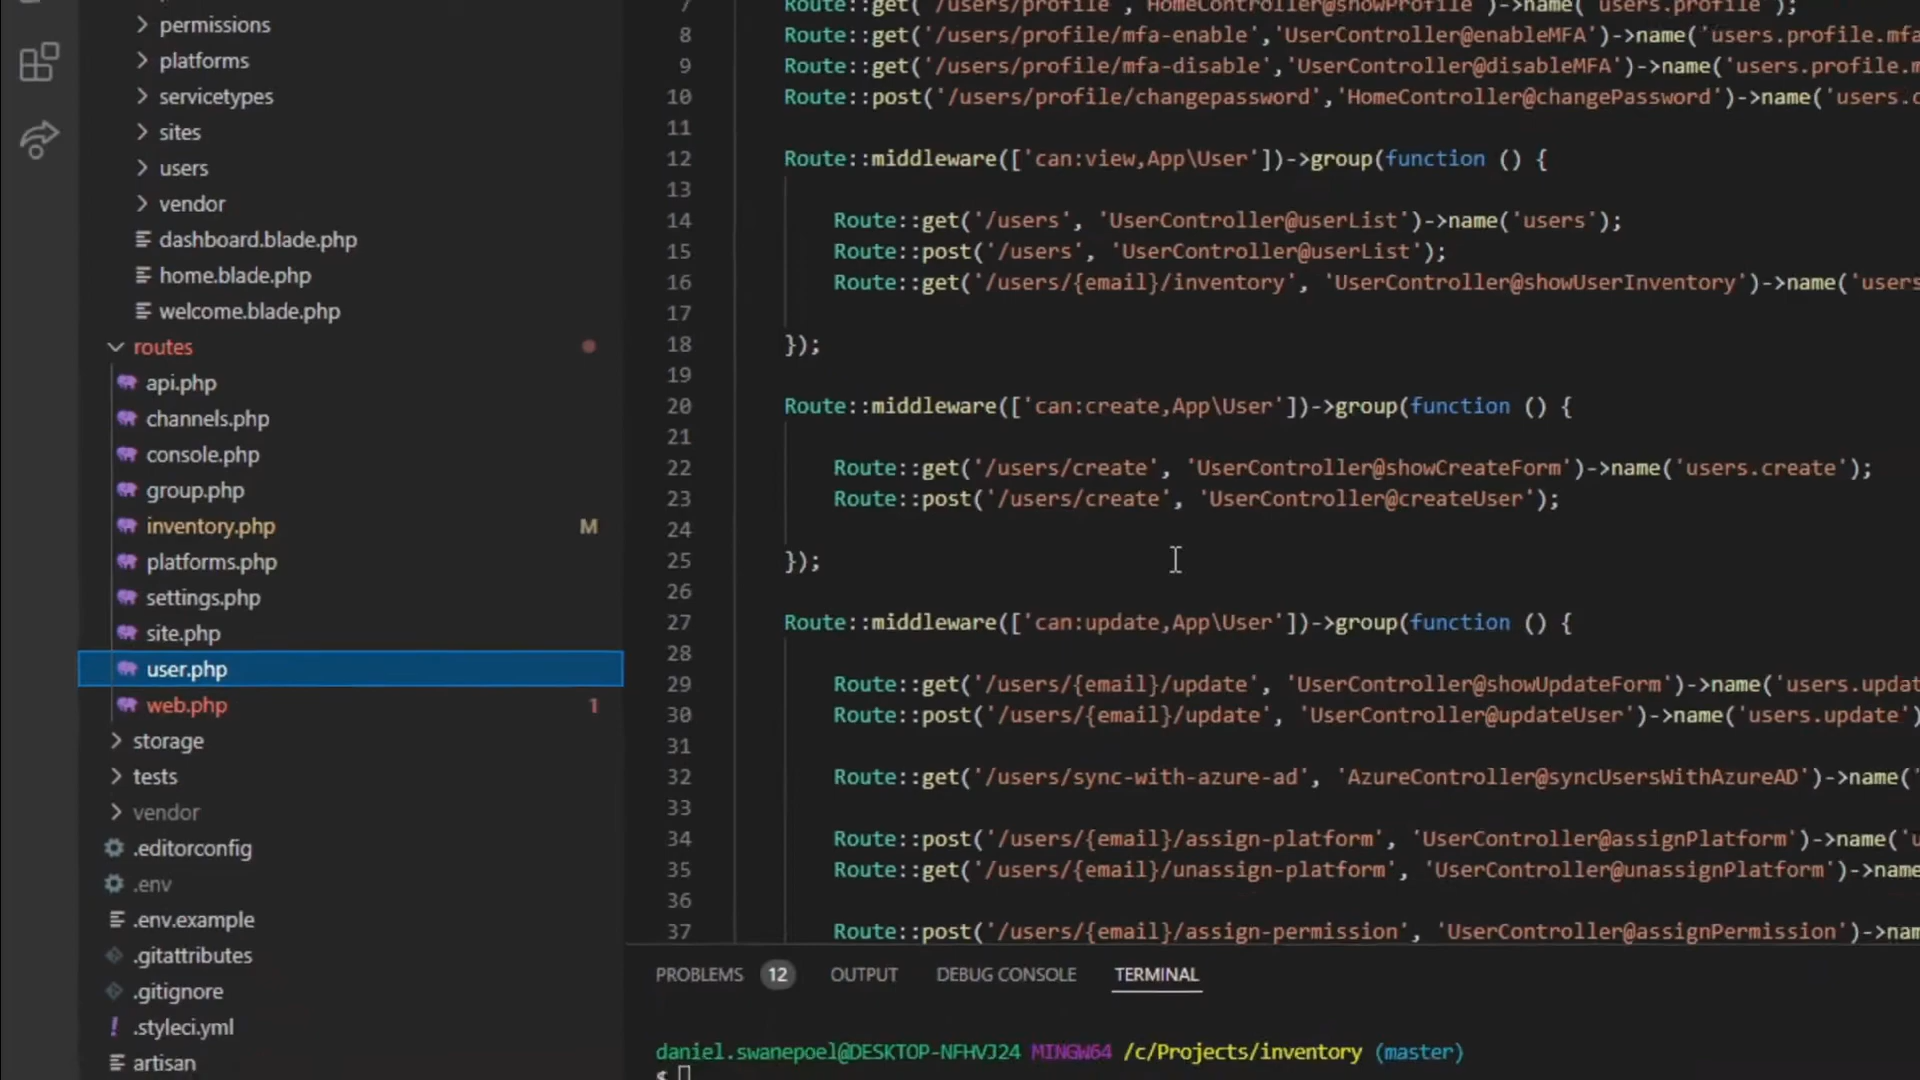 permissions
platforms
servicetypes
sites
users
vendor
dashboard.blade.php
home.blade.php
welcome.blade.php
routes
api.php
channels.php
console.php
group.php
inventory.php M
platforms.php
settings.php
site.php
user.php
web.php 1
storage
tests
vendor
.editorconfig
.env
.env.example
.gitattributes
.gitignore
! .styleci.yml
artisan
7 Route::get('/users/profile','HomeController@showProfile')->name('users.profile');
8 Route::get('/users/profile/mfa-enable','UserController@enableMFA')->name('users.profile.mfa
9 Route::get('/users/profile/mfa-disable','UserController@disableMFA')->name('users.profile.m
10 Route::post('/users/profile/changepassword','HomeController@changePassword')->name('users.c
11
12 Route::middleware(['can:view,App\User'])->group(function () {
13
14 Route::get('/users', 'UserController@userList')->name('users');
15 Route::post('/users', 'UserController@userList');
16 Route::get('/users/{email}/inventory', 'UserController@showUserInventory')->name('users
17
18 });
19
20 Route::middleware(['can:create,App\User'])->group(function () {
21
22 Route::get('/users/create', 'UserController@showCreateForm')->name('users.create');
23 Route::post('/users/create', 'UserController@createUser');
24
25 });
26
27 Route::middleware(['can:update,App\User'])->group(function () {
28
29 Route::get('/users/{email}/update', 'UserController@showUpdateForm')->name('users.updat
30 Route::post('/users/{email}/update', 'UserController@updateUser')->name('users.update')
31
32 Route::get('/users/sync-with-azure-ad', 'AzureController@syncUsersWithAzureAD')->name('
33
34 Route::post('/users/{email}/assign-platform', 'UserController@assignPlatform')->name('u
35 Route::get('/users/{email}/unassign-platform', 'UserController@unassignPlatform')->name
36
37 Route::post('/users/{email}/assign-permission', 'UserController@assignPermission')->nam
PROBLEMS 12 OUTPUT DEBUG CONSOLE TERMINAL
daniel.swanepoel@DESKTOP-NFHVJ24 MINGW64 /c/Projects/inventory (master)
$